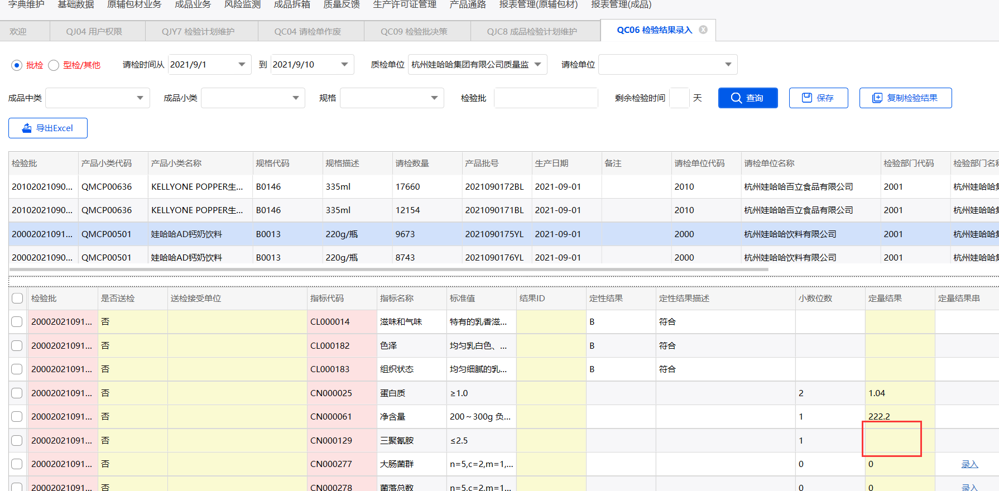 字典维护 基础数据 原辅包材业务 成品业务 风险监测 成品拆箱 质量反馈 生产许可证管理 产品通路 报表管理(原辅包材) 报表管理(成品)
欢迎 QJ04 用户权限 QJY7 检验计划维护 QC04 请检单作废 QC09 检验批决策 QJC8 成品检验计划维护 QC06 检验结果录入
批检 型检/其他 请检时间从 2021/9/1 到 2021/9/10 质检单位 杭州娃哈哈集团有限公司质量监 请检单位
成品中类 成品小类 规格 检验批 剩余检验时间 天 查询 保存 复制检验结果
导出Excel
检验批 产品小类代码 产品小类名称 规格代码 规格描述 请检数量 产品批号 生产日期 备注 请检单位代码 请检单位名称 检验部门代码 检验部门名称
20102021090... QMCP00636 KELLYONE POPPER生... B0146 335ml 17660 2021090172BL 2021-09-01 2010 杭州娃哈哈百立食品有限公司 2001 杭州娃哈哈集
20102021090... QMCP00636 KELLYONE POPPER生... B0146 335ml 12154 2021090171BL 2021-09-01 2010 杭州娃哈哈百立食品有限公司 2001 杭州娃哈哈集
20002021091... QMCP00501 娃哈哈AD钙奶饮料 B0013 220g/瓶 9673 2021090175YL 2021-09-01 2000 杭州娃哈哈饮料有限公司 2001 杭州娃哈哈集
20002021090... QMCP00501 娃哈哈AD钙奶饮料 B0013 220g/瓶 8743 2021090176YL 2021-09-01 2000 杭州娃哈哈饮料有限公司 2001 杭州娃哈哈集
检验批 是否送检 送检接受单位 指标代码 指标名称 标准值 结果ID 定性结果 定性结果描述 小数位数 定量结果 定量结果串
20002021091... 否 CL000014 滋味和气味 特有的乳香滋... B 符合
20002021091... 否 CL000182 色泽 均匀乳白色、... B 符合
20002021091... 否 CL000183 组织状态 均匀细腻的乳... B 符合
20002021091... 否 CN000025 蛋白质 ≥1.0 2 1.04
20002021091... 否 CN000061 净含量 200～300g 负... 1 222.2
20002021091... 否 CN000129 三聚氰胺 ≤2.5 1
20002021091... 否 CN000277 大肠菌群 n=5,c=2,m=1,... 0 0 录入
20002021091... 否 CN000278 菌落总数 n=5,c=2,m=1... 0 0 录入